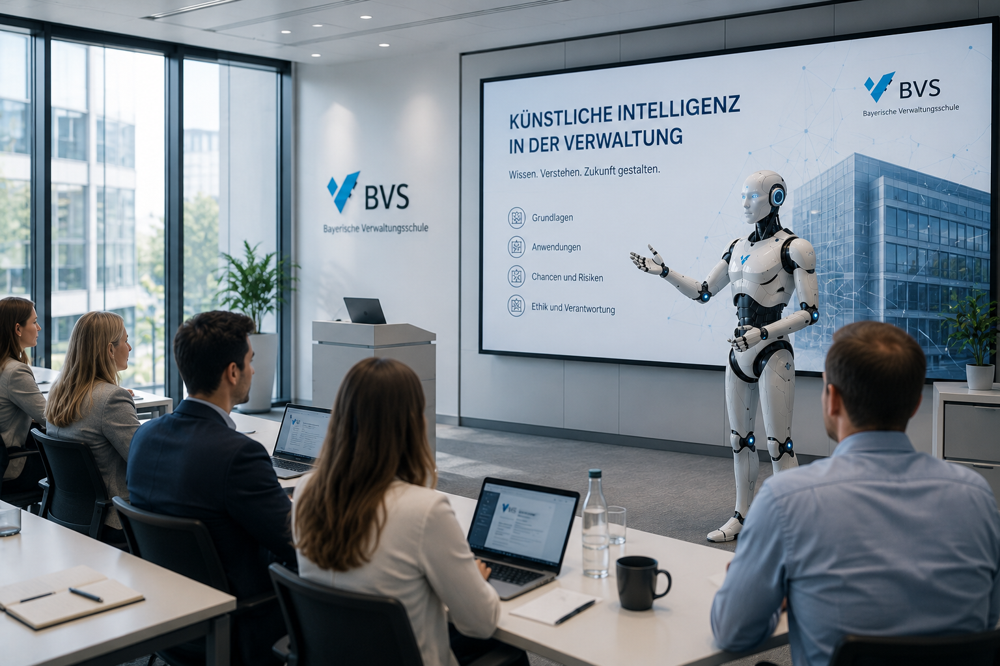 BVS
Bayerische Verwaltungsschule
KÜNSTLICHE INTELLIGENZ
IN DER VERWALTUNG
Wissen. Verstehen. Zukunft gestalten.
Grundlagen
Anwendungen
Chancen und Risiken
Ethik und Verantwortung
BVS
Bayerische Verwaltungsschule